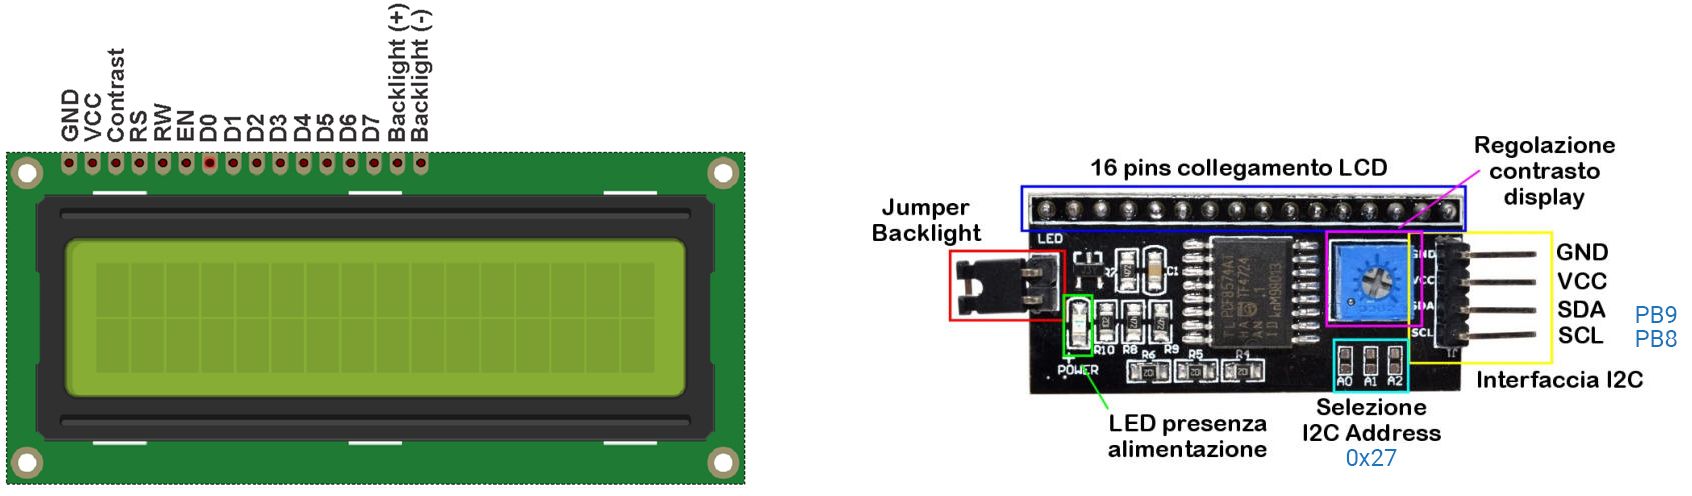 GND
VCC
Contrast
RS
RW
EN
D0
D1
D2
D3
D4
D5
D6
D7
Backlight (+)
Backlight (-)
16 pins collegamento LCD
Regolazione
contrasto
display
Jumper
Backlight
LED
GND
VCC
SDA
SCL
GND
VCC
SDA
SCL
PB9
PB8
C1
PCF8574AT
R10
R8
R9
POWER
R6
R5
R4
A0
A1
A2
Interfaccia I2C
LED presenza
alimentazione
Selezione
I2C Address
0x27